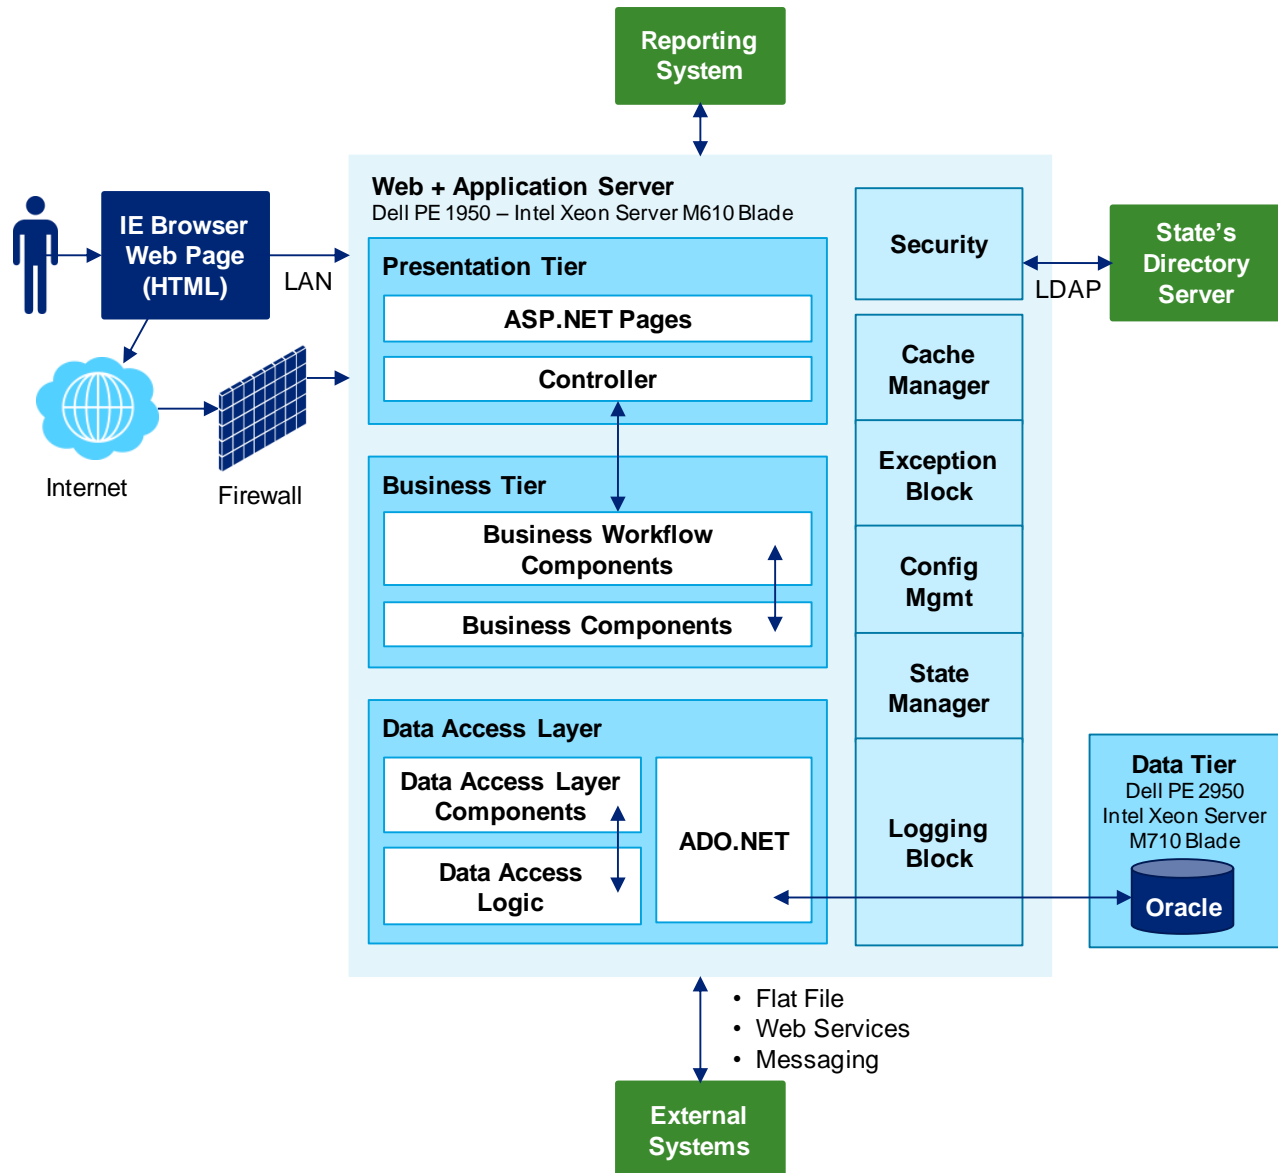 Reporting
System
Web + Application Server
Dell PE 1950 – Intel Xeon Server M610 Blade
IE Browser
Web Page
(HTML)
LAN
Internet
Firewall
Presentation Tier
ASP.NET Pages
Controller
Business Tier
Business Workflow
Components
Business Components
Data Access Layer
Data Access Layer
Components
Data Access
Logic
ADO.NET
Security
Cache
Manager
Exception
Block
Config
Mgmt
State
Manager
Logging
Block
LDAP
State’s
Directory
Server
Data Tier
Dell PE 2950
Intel Xeon Server
M710 Blade
Oracle
• Flat File
• Web Services
• Messaging
External
Systems